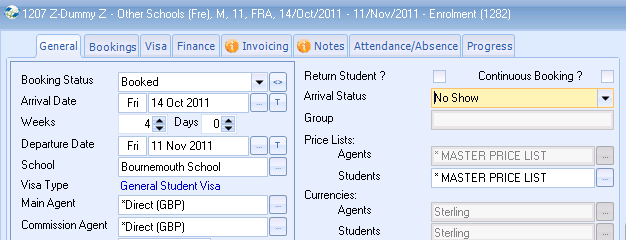 1207 Z-Dummy Z - Other Schools (Fre), M, 11, FRA, 14/Oct/2011 - 11/Nov/2011 - Enrolment (1282)
General Bookings Visa Finance Invoicing Notes Attendance/Absence Progress
Booking Status Booked <>
Arrival Date Fri 14 Oct 2011 ... T
Weeks 4 Days 0
Departure Date Fri 11 Nov 2011 ... T
School Bournemouth School ...
Visa Type General Student Visa
Main Agent *Direct (GBP) ...
Commission Agent *Direct (GBP) ...
Return Student ? Continuous Booking ?
Arrival Status No Show
Group
Price Lists:
Agents * MASTER PRICE LIST ...
Students * MASTER PRICE LIST ...
Currencies:
Agents Sterling ...
Students Sterling ...